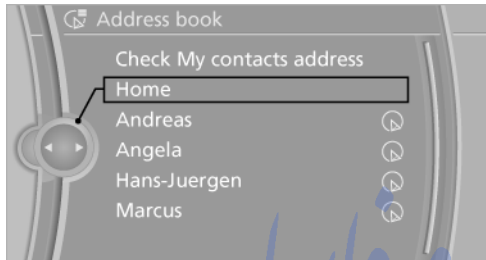 Address book
Check My contacts address
Home
Andreas
Angela
Hans-Juergen
Marcus